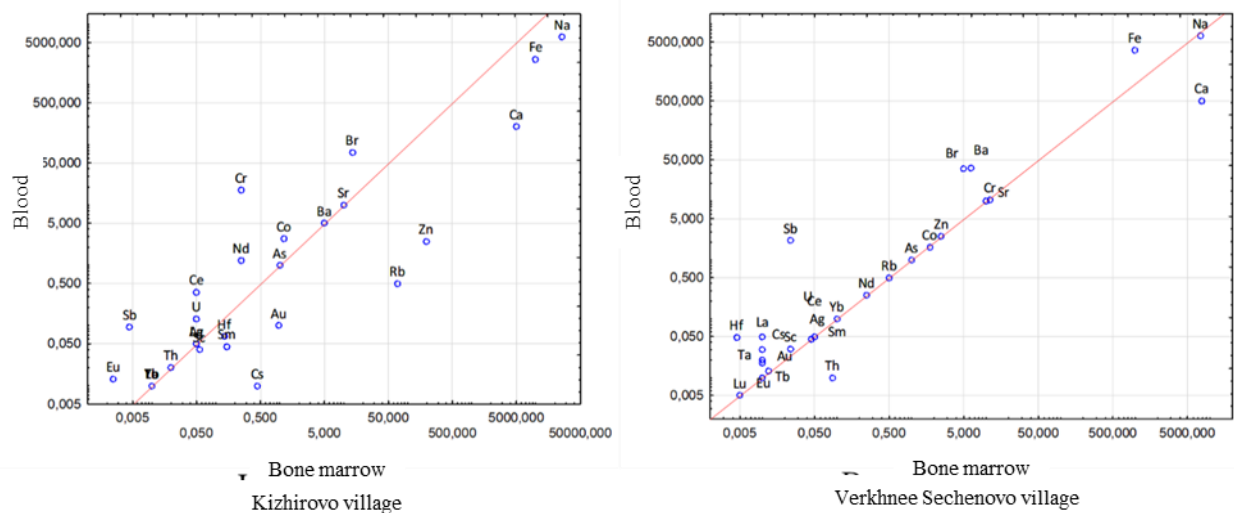 Na
5000,000
Fe
500,000
Ca
Br
50,000
Cr
Sr
Blood
5,000
Ba
Co
Zn
Nd
As
Rb
0,500
Ce
U
Au
Sb
Hf
Sm
0,050
Th
Eu
Cs
0,005
0,005 0,500 50,000 5000,000
0,050 5,000 500,000 50000,000
Bone marrow
Kizhirovo village
Na
5000,000
Fe
Ca
500,000
Br Ba
50,000
Cr Sr
Blood
5,000
Sb
Zn
Co
As
Rb
0,500
Nd
U
Ce
Yb
Hf La
Ag
Sm
0,050
Cs
Sc
Ta
Au
Th
Lu
Eu
Tb
0,005
0,005 0,050 0,500 5,000 50,000 500,000 5000,000
Bone marrow
Verkhnee Sechenovo village